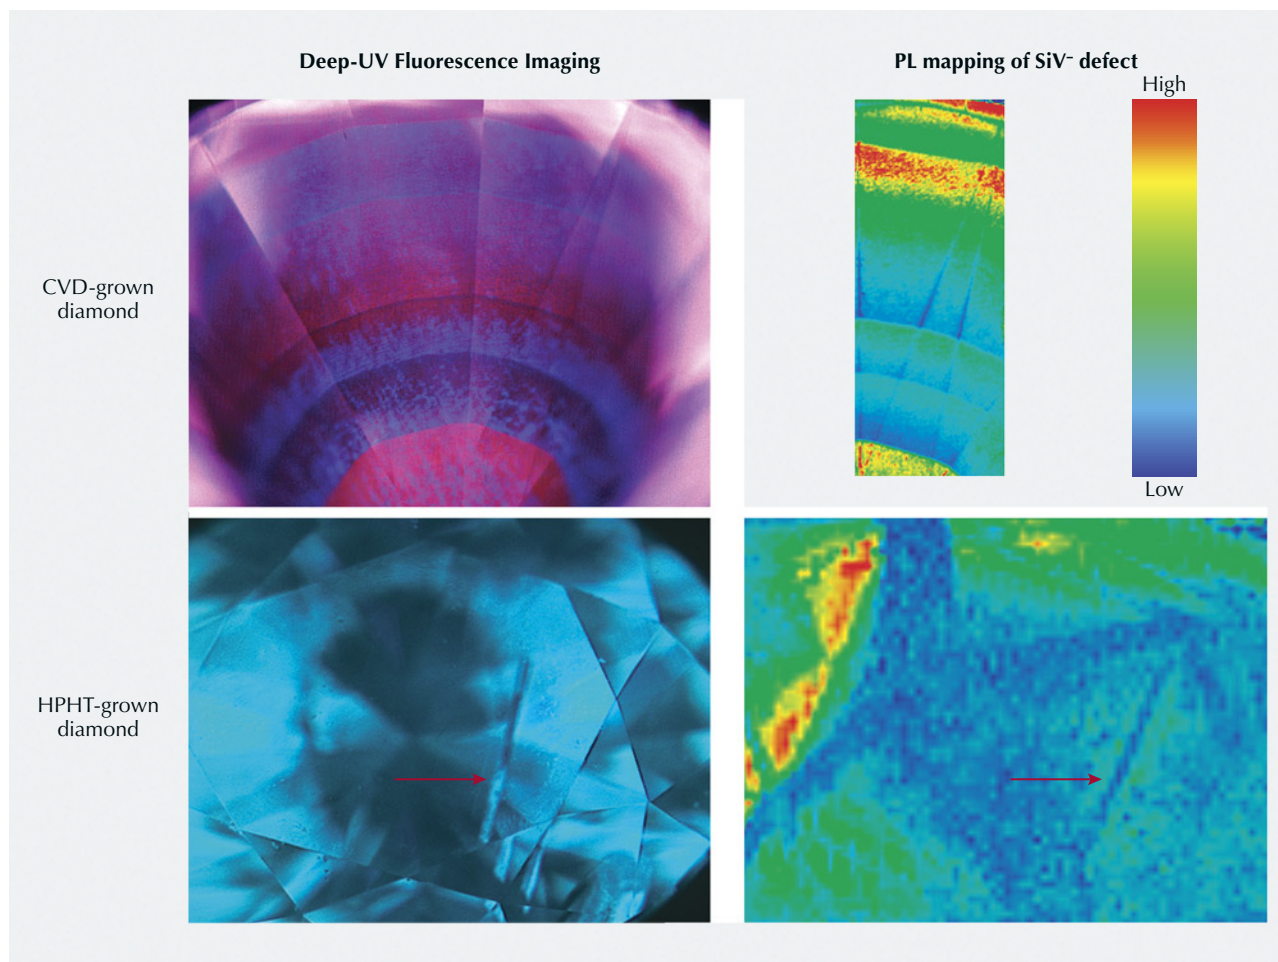 Deep-UV Fluorescence Imaging
PL mapping of SiV⁻ defect
High
CVD-grown
diamond
Low
HPHT-grown
diamond